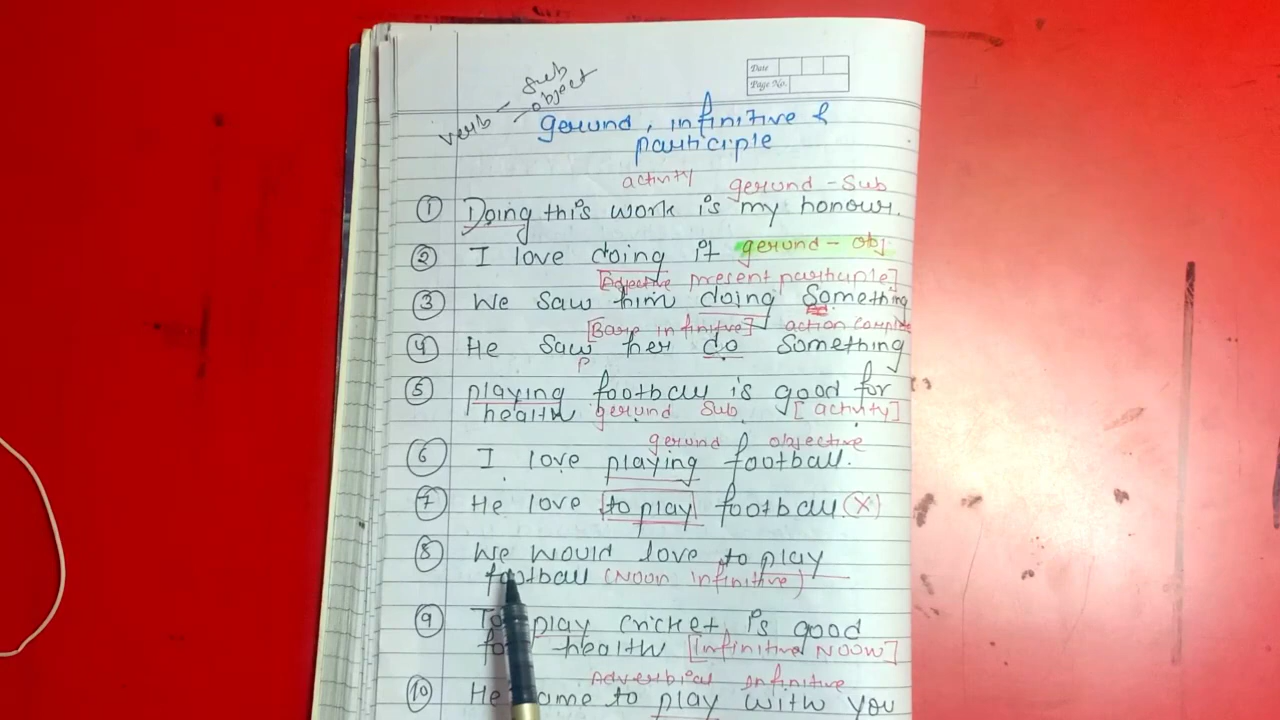 sub
verb - object
Date
Page No.
gerund, infinitive &
participle
activity gerund - Sub
① Doing this work is my honour.
② I love doing it gerund - obj
[Adjective present participle]
③ We saw him doing Something
[Bare infinitive] action complete
④ He saw her do something
P
⑤ playing football is good for
health gerund Sub [activity]
gerund objective
⑥ I love playing football.
⑦ He love to play football. (X)
⑧ We would love to play
football (Noun infinitive)
⑨ To play cricket is good
for health [infinitive Noun]
Adverbical infinitive
⑩ He came to play with you